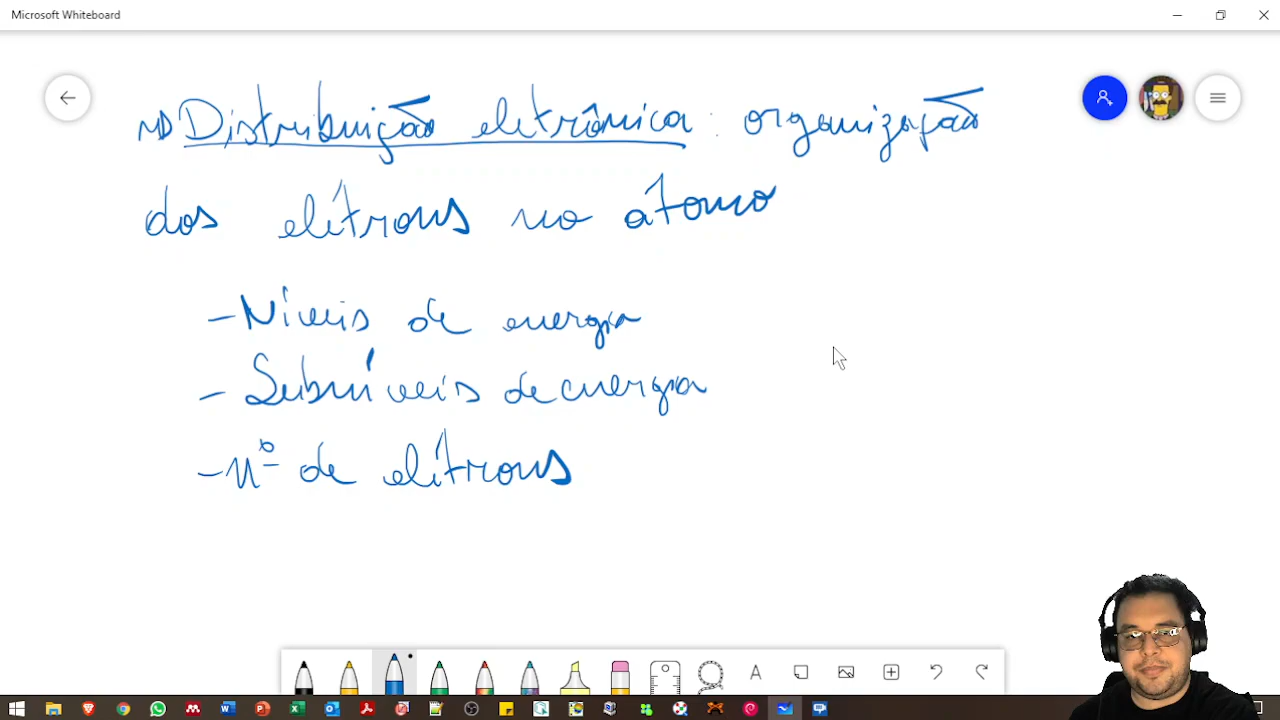 Microsoft Whiteboard
Distribuição eletrônica: organização
dos elétrons no átomo
- Níveis de energia
- Subníveis de energia
- nº de elétrons